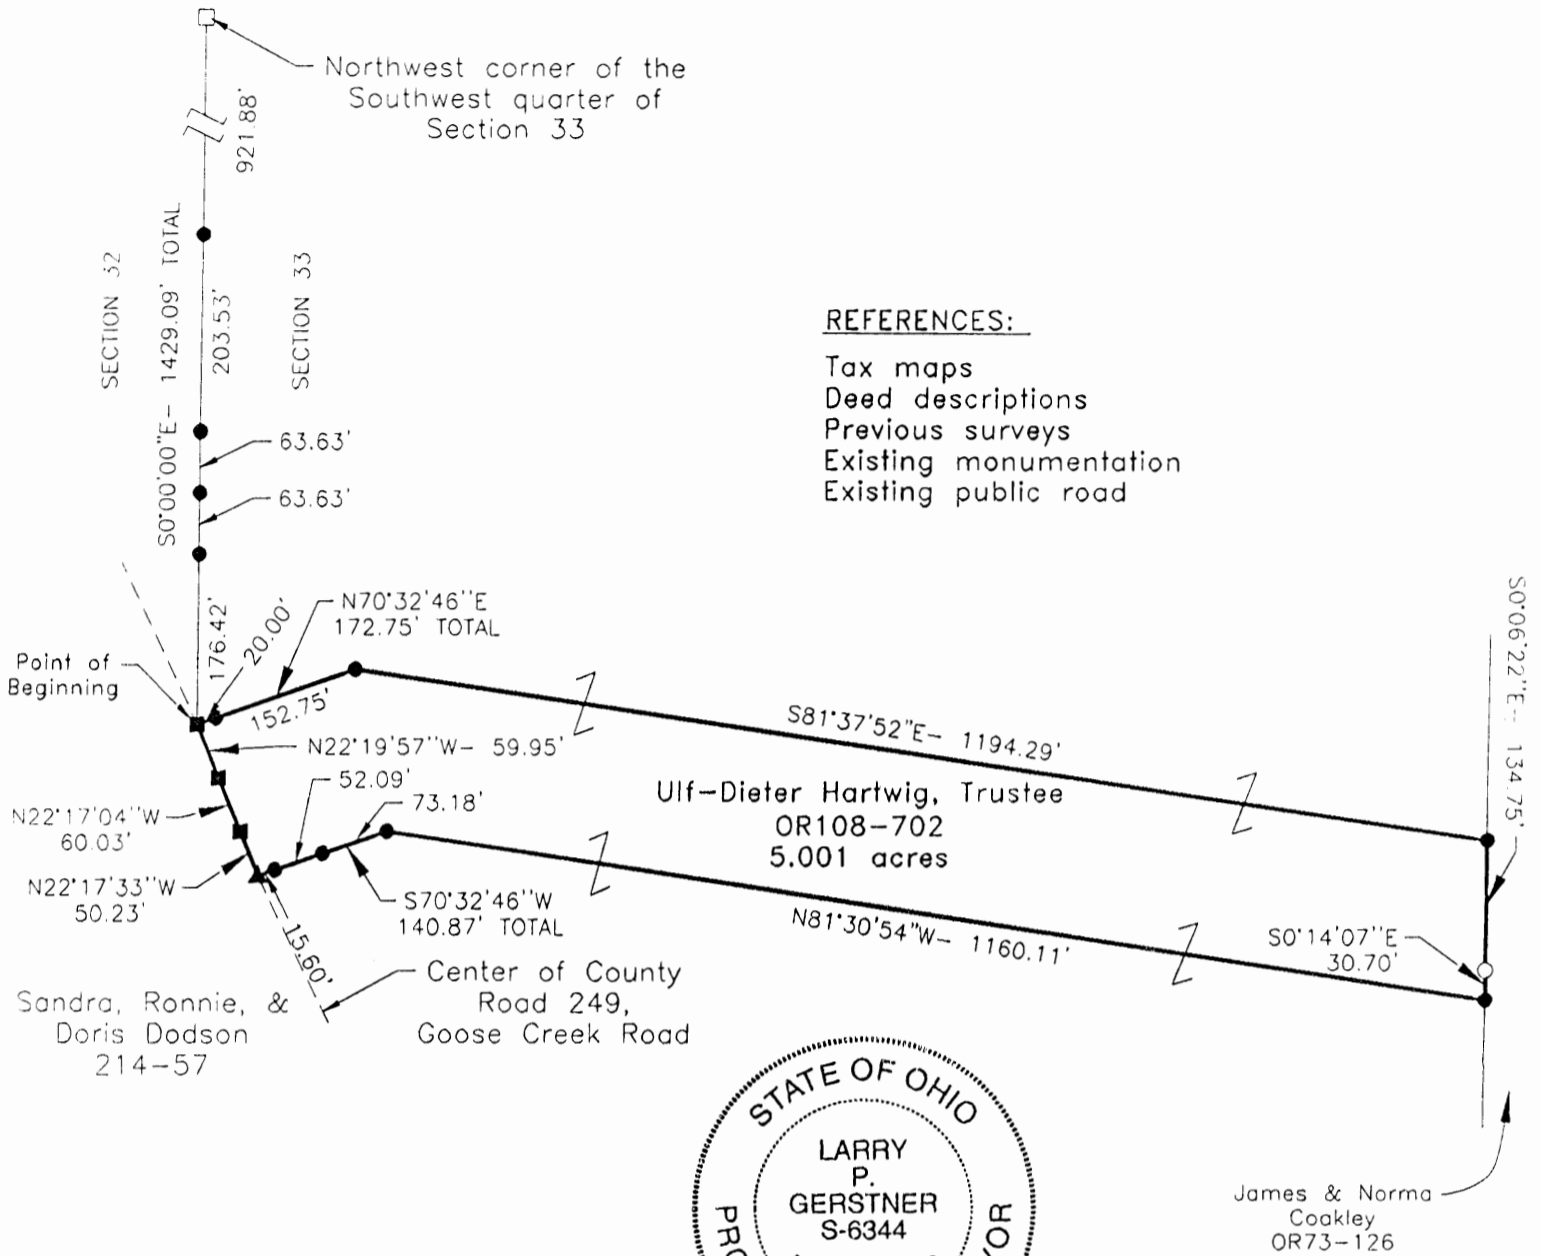 Northwest corner of the
Southwest quarter of
Section 33
921.88'
SECTION 32
S0°00'00"E- 1429.09' TOTAL
203.53'
SECTION 33
63.63'
63.63'
REFERENCES:
Tax maps
Deed descriptions
Previous surveys
Existing monumentation
Existing public road
176.42'
20.00'
N70°32'46"E
172.75' TOTAL
Point of
Beginning
152.75'
N22°19'57"W- 59.95'
52.09'
73.18'
N22°17'04"W
60.03'
N22°17'33"W
50.23'
S70°32'46"W
140.87' TOTAL
15.60'
S81°37'52"E- 1194.29'
Ulf-Dieter Hartwig, Trustee
OR108-702
5.001 acres
N81°30'54"W- 1160.11'
S0°06'22"E- 134.75'
S0°14'07"E
30.70'
Center of County
Road 249,
Goose Creek Road
Sandra, Ronnie, &
Doris Dodson
214-57
STATE OF OHIO
LARRY
P.
GERSTNER
S-6344
James & Norma
Coakley
OR73-126